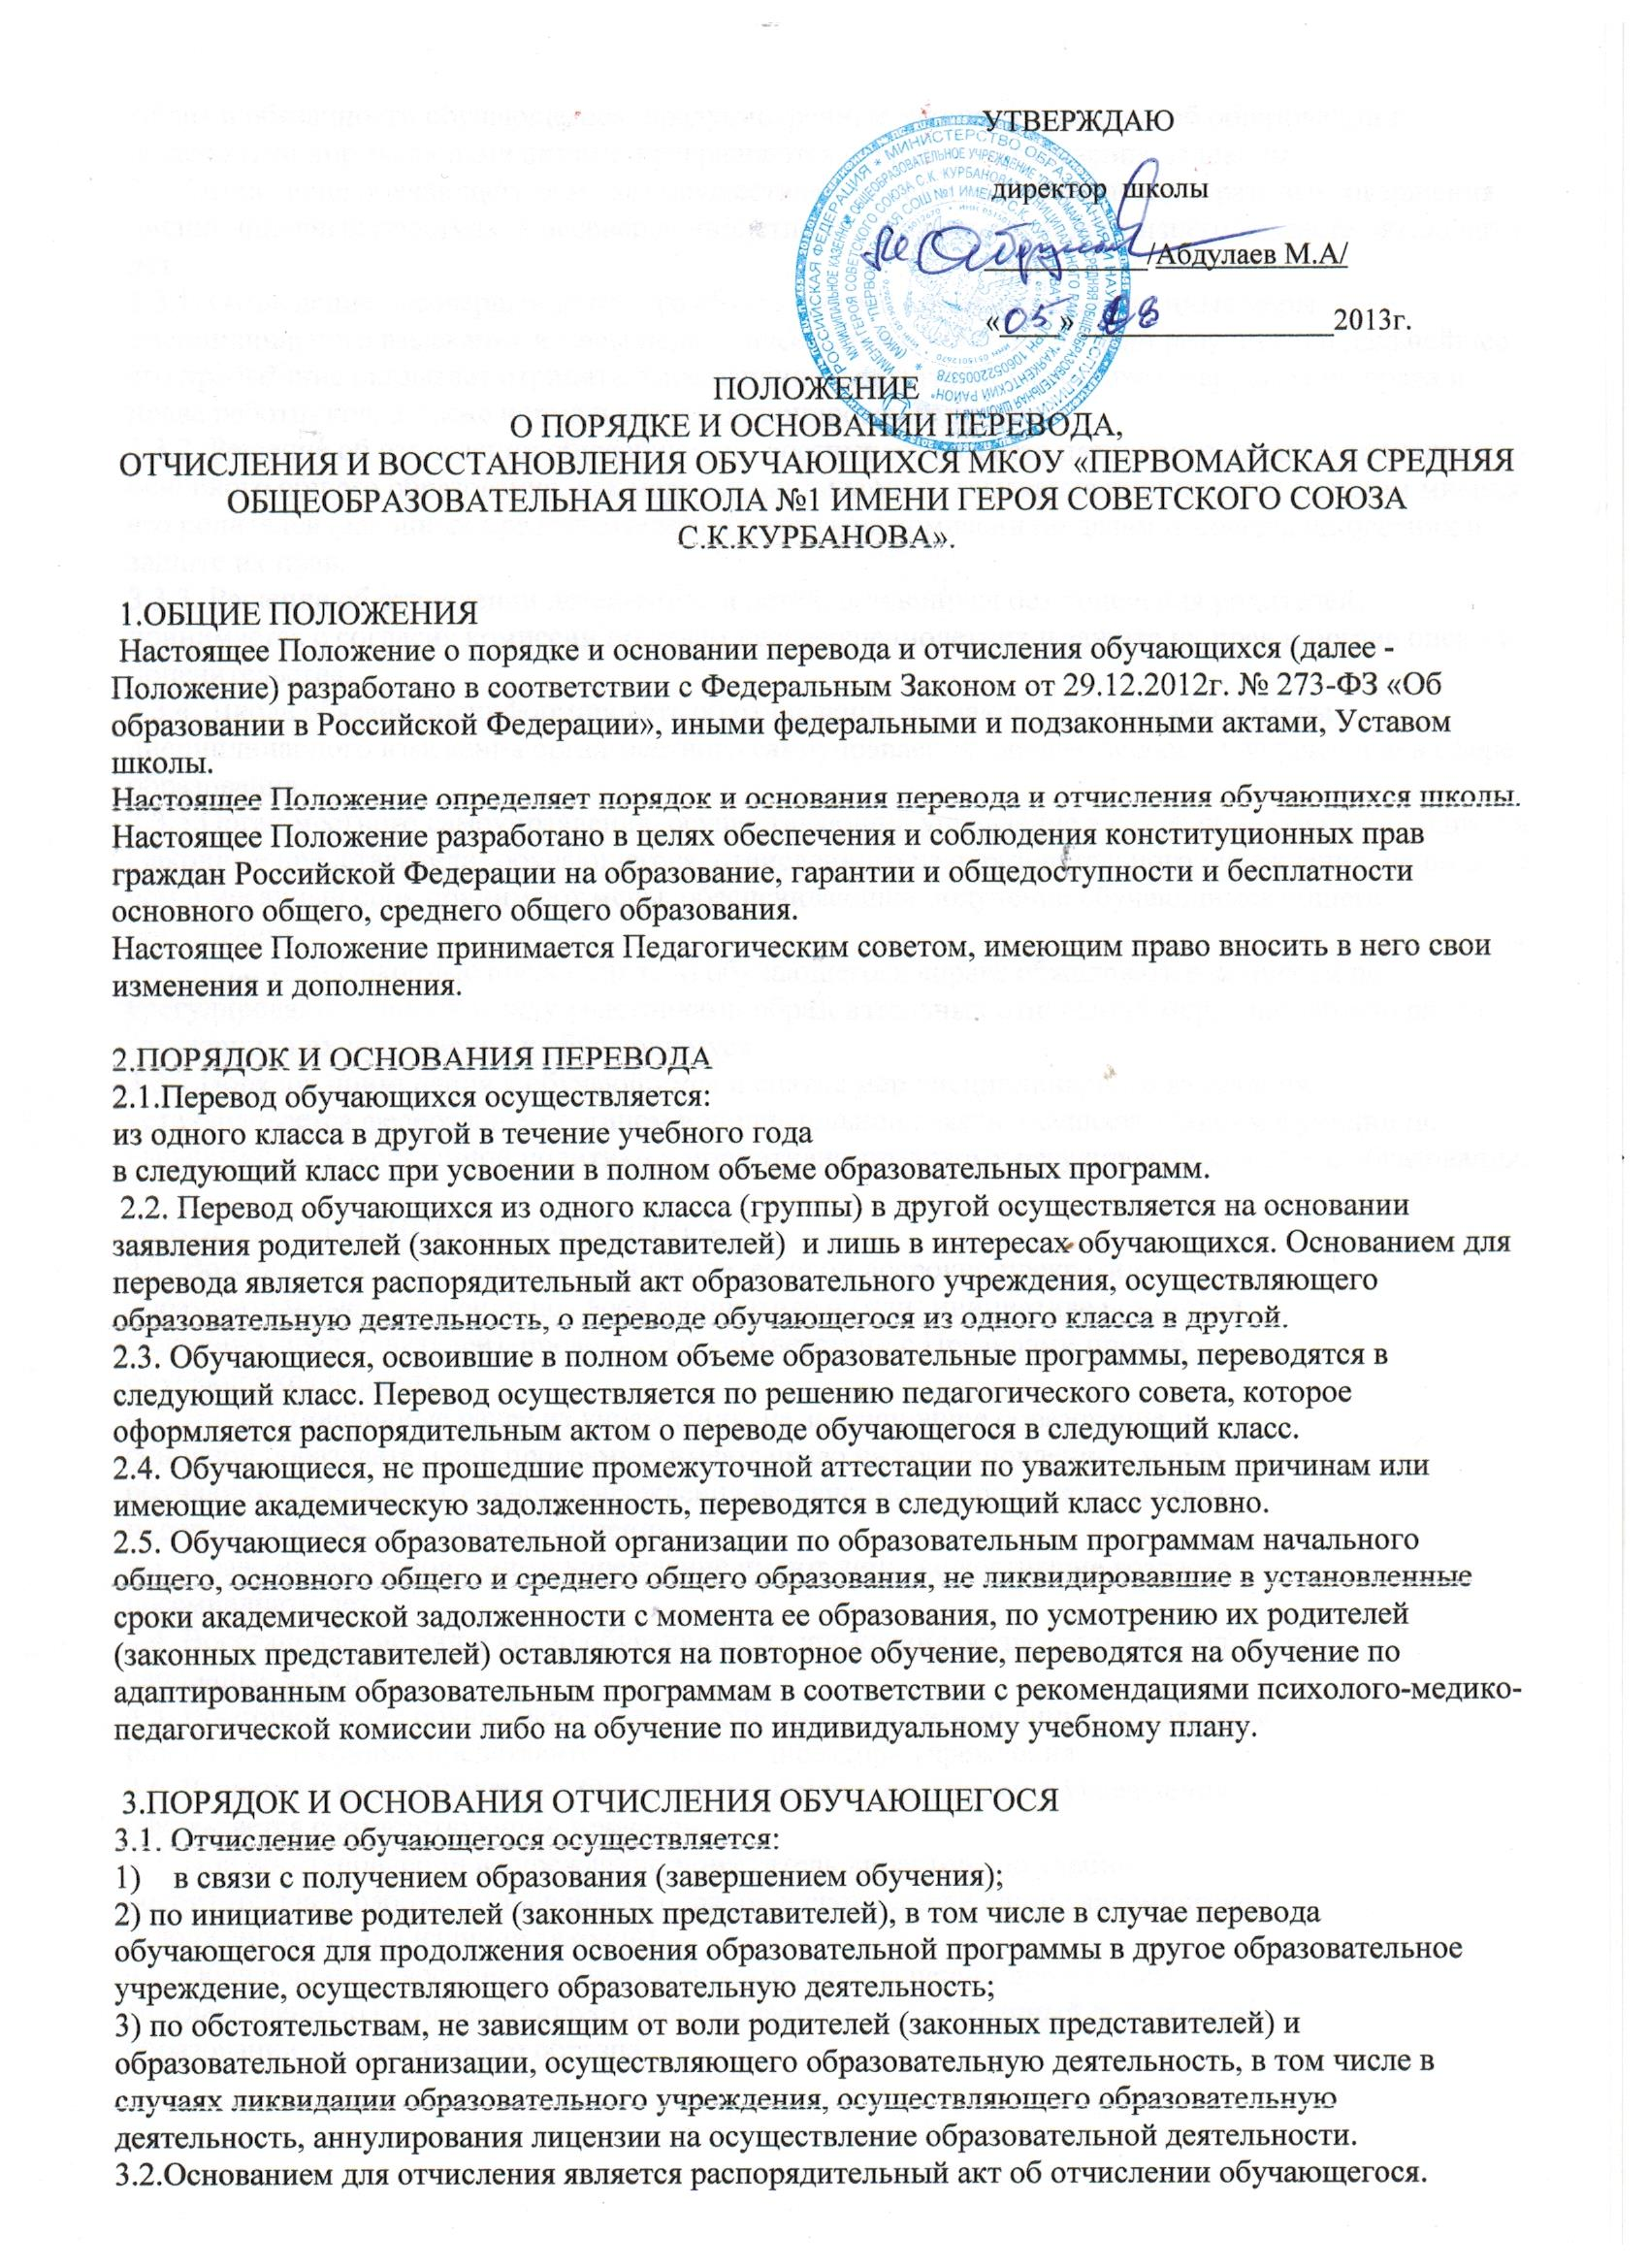 УТВЕРЖДАЮ
директор школы
/Абдулаев М.А/
«05» 08 2013г.
ПОЛОЖЕНИЕ
О ПОРЯДКЕ И ОСНОВАНИИ ПЕРЕВОДА,
ОТЧИСЛЕНИЯ И ВОССТАНОВЛЕНИЯ ОБУЧАЮЩИХСЯ МКОУ «ПЕРВОМАЙСКАЯ СРЕДНЯЯ
ОБЩЕОБРАЗОВАТЕЛЬНАЯ ШКОЛА №1 ИМЕНИ ГЕРОЯ СОВЕТСКОГО СОЮЗА
С.К.КУРБАНОВА».
1.ОБЩИЕ ПОЛОЖЕНИЯ
Настоящее Положение о порядке и основании перевода и отчисления обучающихся (далее -
Положение) разработано в соответствии с Федеральным Законом от 29.12.2012г. № 273-ФЗ «Об
образовании в Российской Федерации», иными федеральными и подзаконными актами, Уставом
школы.
Настоящее Положение определяет порядок и основания перевода и отчисления обучающихся школы.
Настоящее Положение разработано в целях обеспечения и соблюдения конституционных прав
граждан Российской Федерации на образование, гарантии и общедоступности и бесплатности
основного общего, среднего общего образования.
Настоящее Положение принимается Педагогическим советом, имеющим право вносить в него свои
изменения и дополнения.
2.ПОРЯДОК И ОСНОВАНИЯ ПЕРЕВОДА
2.1.Перевод обучающихся осуществляется:
из одного класса в другой в течение учебного года
в следующий класс при усвоении в полном объеме образовательных программ.
2.2. Перевод обучающихся из одного класса (группы) в другой осуществляется на основании
заявления родителей (законных представителей) и лишь в интересах обучающихся. Основанием для
перевода является распорядительный акт образовательного учреждения, осуществляющего
образовательную деятельность, о переводе обучающегося из одного класса в другой.
2.3. Обучающиеся, освоившие в полном объеме образовательные программы, переводятся в
следующий класс. Перевод осуществляется по решению педагогического совета, которое
оформляется распорядительным актом о переводе обучающегося в следующий класс.
2.4. Обучающиеся, не прошедшие промежуточной аттестации по уважительным причинам или
имеющие академическую задолженность, переводятся в следующий класс условно.
2.5. Обучающиеся образовательной организации по образовательным программам начального
общего, основного общего и среднего общего образования, не ликвидировавшие в установленные
сроки академической задолженности с момента ее образования, по усмотрению их родителей
(законных представителей) оставляются на повторное обучение, переводятся на обучение по
адаптированным образовательным программам в соответствии с рекомендациями психолого-медико-
педагогической комиссии либо на обучение по индивидуальному учебному плану.
3.ПОРЯДОК И ОСНОВАНИЯ ОТЧИСЛЕНИЯ ОБУЧАЮЩЕГОСЯ
3.1. Отчисление обучающегося осуществляется:
1) в связи с получением образования (завершением обучения);
2) по инициативе родителей (законных представителей), в том числе в случае перевода
обучающегося для продолжения освоения образовательной программы в другое образовательное
учреждение, осуществляющего образовательную деятельность;
3) по обстоятельствам, не зависящим от воли родителей (законных представителей) и
образовательной организации, осуществляющего образовательную деятельность, в том числе в
случаях ликвидации образовательного учреждения, осуществляющего образовательную
деятельность, аннулирования лицензии на осуществление образовательной деятельности.
3.2.Основанием для отчисления является распорядительный акт об отчислении обучающегося.